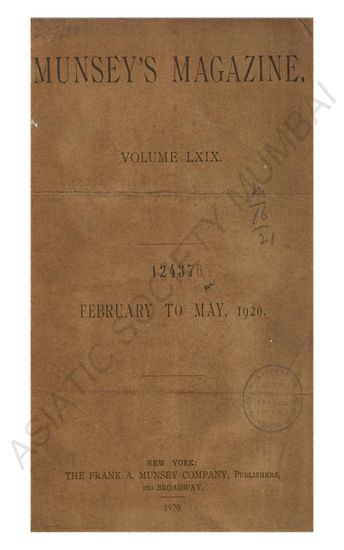 MUNSEY'S MAGAZINE.
VOLUME LXIX.
124376
FEBRUARY TO MAY, 1920.
NEW YORK:
THE FRANK A. MUNSEY COMPANY, PUBLISHERS,
280 BROADWAY.
1920.
ASIATIC SOCIETY MUMBAI